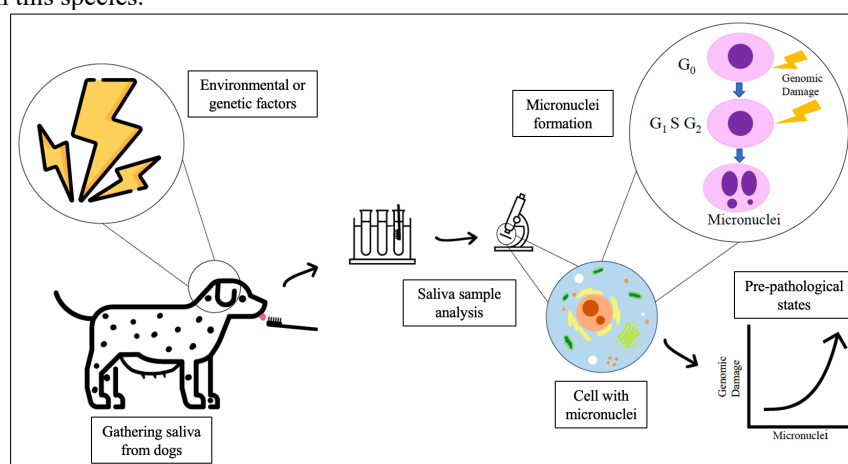 this species.
Environmental or
genetic factors
Micronuclei
formation
G₀
Genomic
Damage
G₁ S G₂
Micronuclei
Saliva sample
analysis
Pre-pathological
states
Genomic
Damage
Micronuclei
Cell with
micronuclei
Gathering saliva
from dogs